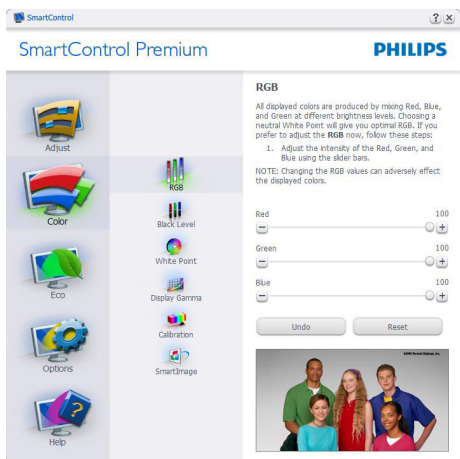 SmartControl
SmartControl Premium
PHILIPS
Adjust
Color
Eco
Options
Help
RGB
Black Level
White Point
Display Gamma
Calibration
SmartImage
RGB
All displayed colors are produced by mixing Red, Blue,
and Green at different brightness levels. Choosing a
neutral White Point will give you optimal RGB. If you
prefer to adjust the RGB now, follow these steps:
1. Adjust the intensity of the Red, Green, and
Blue using the slider bars.
NOTE: Changing the RGB values can adversely effect
the displayed colors.
Red 100
Green 100
Blue 100
Undo Reset